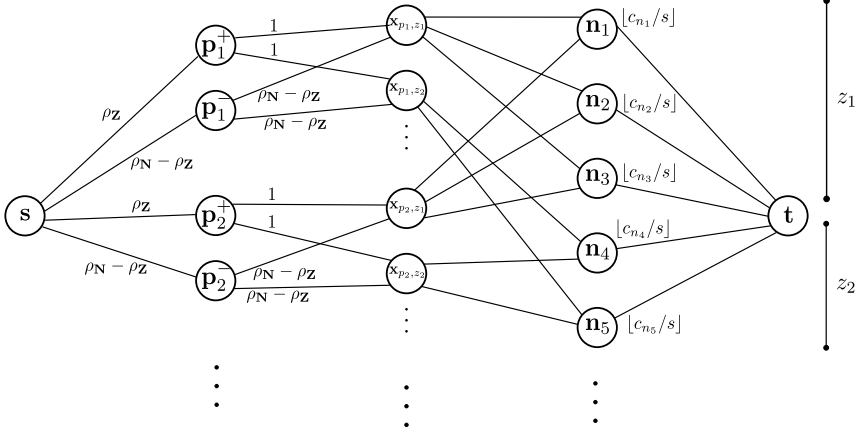 s
ρ_Z
ρ_N − ρ_Z
ρ_Z
ρ_N − ρ_Z
p_1^+
p_1^−
p_2^+
p_2^−
1
1
ρ_N − ρ_Z
ρ_N − ρ_Z
1
1
ρ_N − ρ_Z
ρ_N − ρ_Z
x_{p_1,z_1}
x_{p_1,z_2}
x_{p_2,z_1}
x_{p_2,z_2}
n_1
n_2
n_3
n_4
n_5
⌊c_{n_1}/s⌋
⌊c_{n_2}/s⌋
⌊c_{n_3}/s⌋
⌊c_{n_4}/s⌋
⌊c_{n_5}/s⌋
t
z_1
z_2